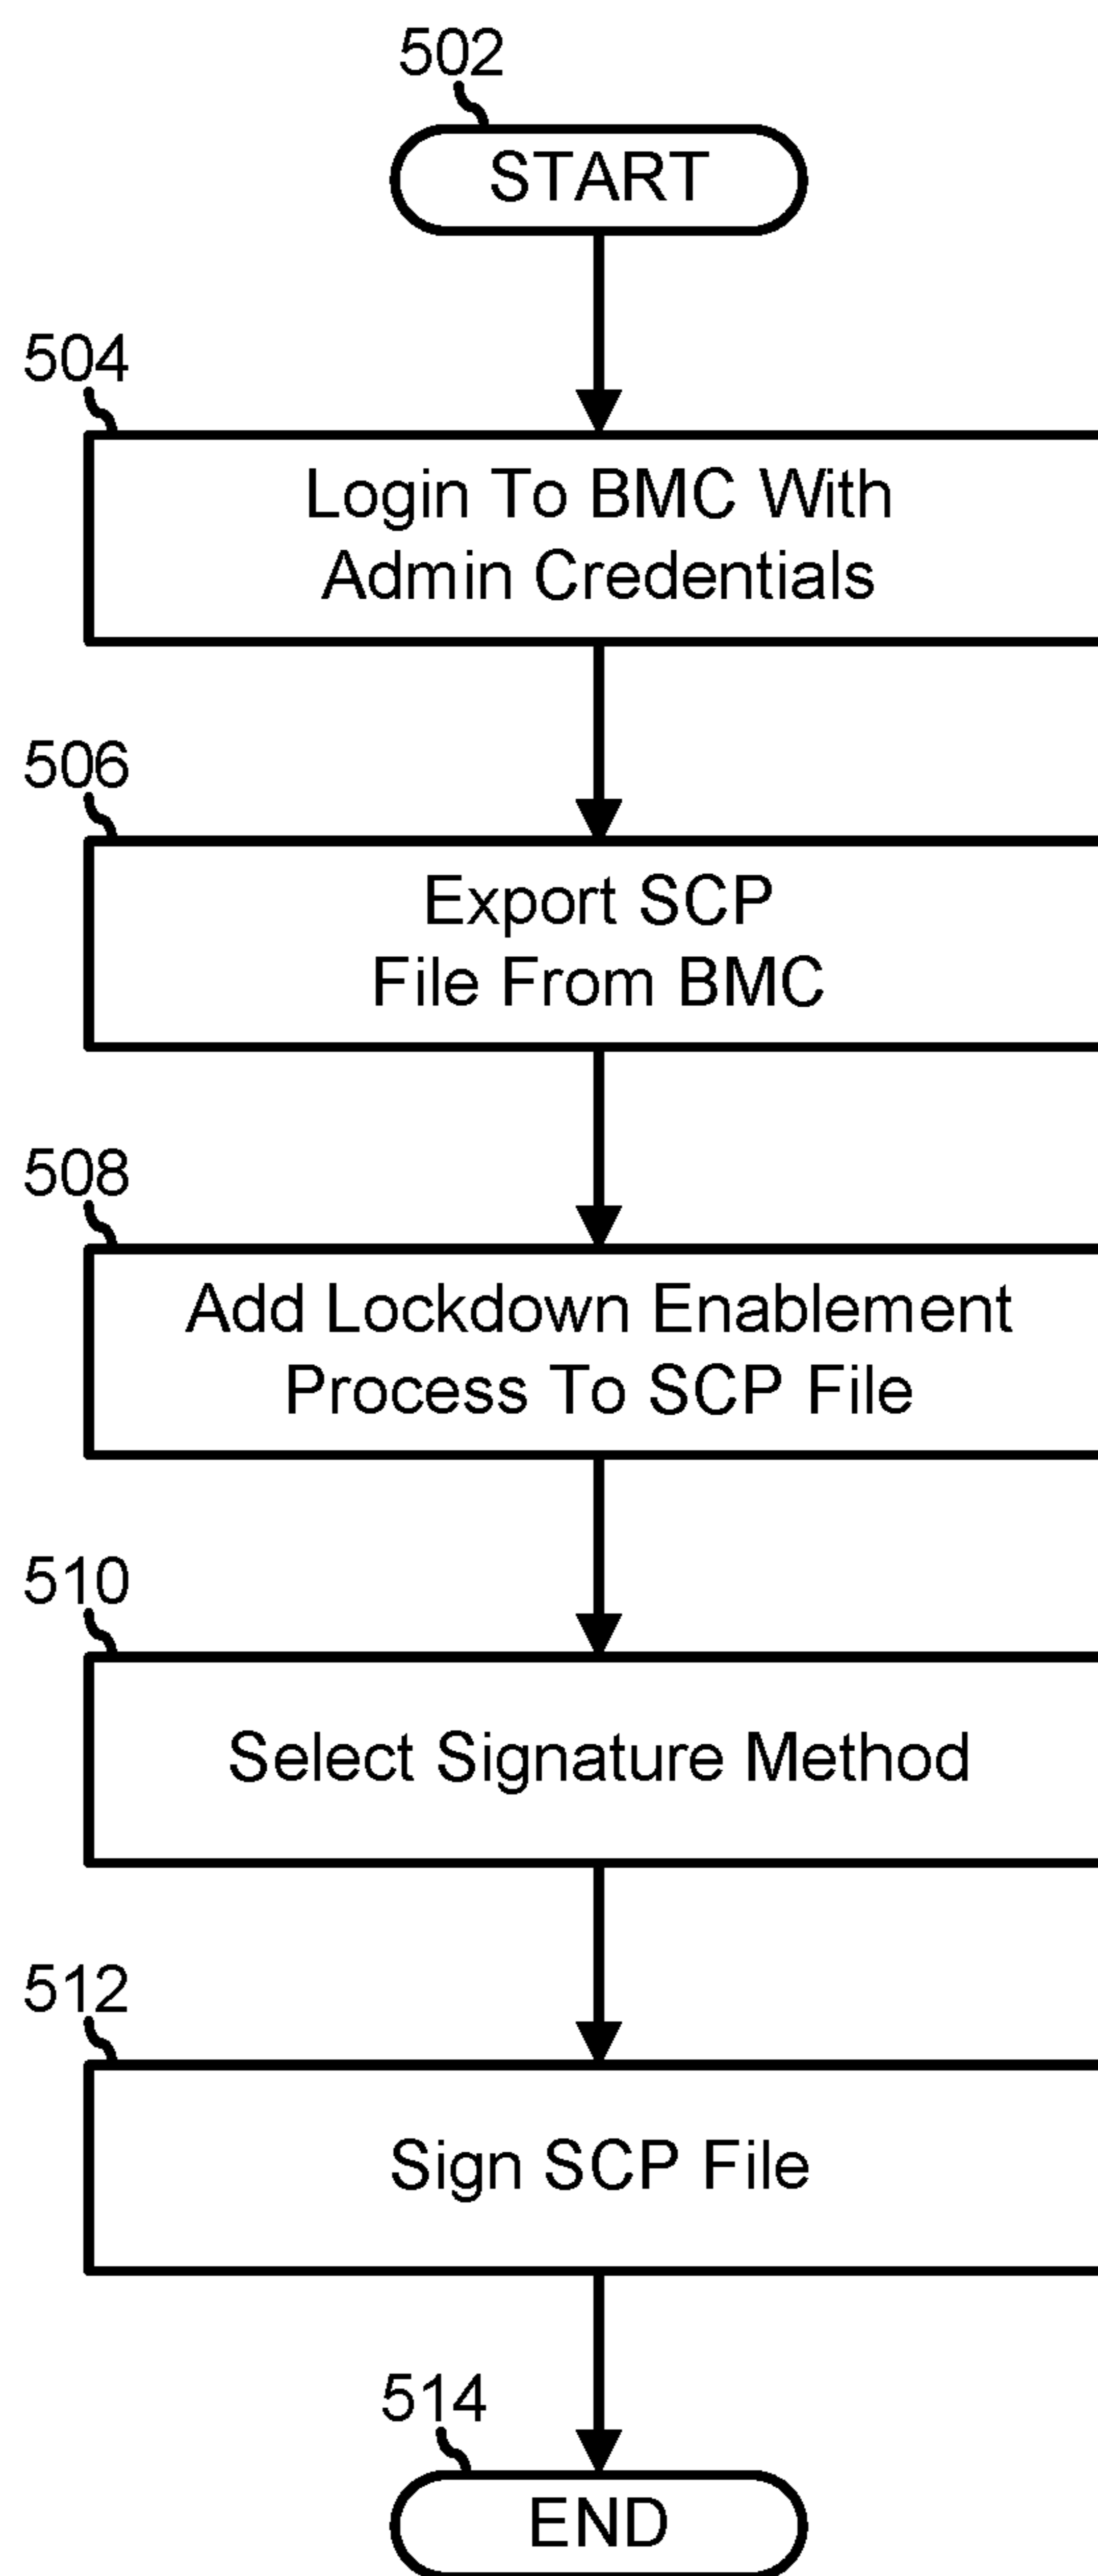 502
START
504
Login To BMC With
Admin Credentials
506
Export SCP
File From BMC
508
Add Lockdown Enablement
Process To SCP File
510
Select Signature Method
512
Sign SCP File
514
END